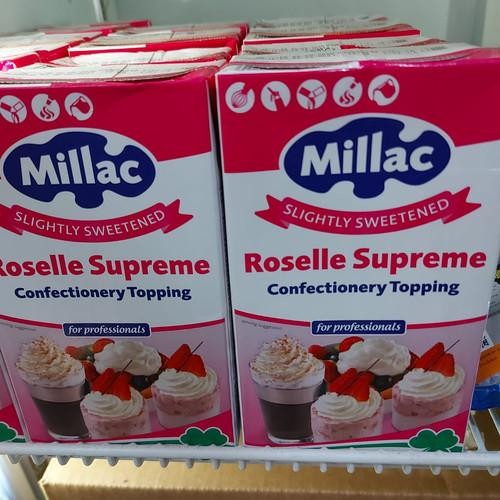 Millac
SLIGHTLY SWEETENED
Roselle Supreme
Confectionery Topping
for professionals
Millac
SLIGHTLY SWEETENED
Roselle Supreme
Confectionery Topping
for professionals